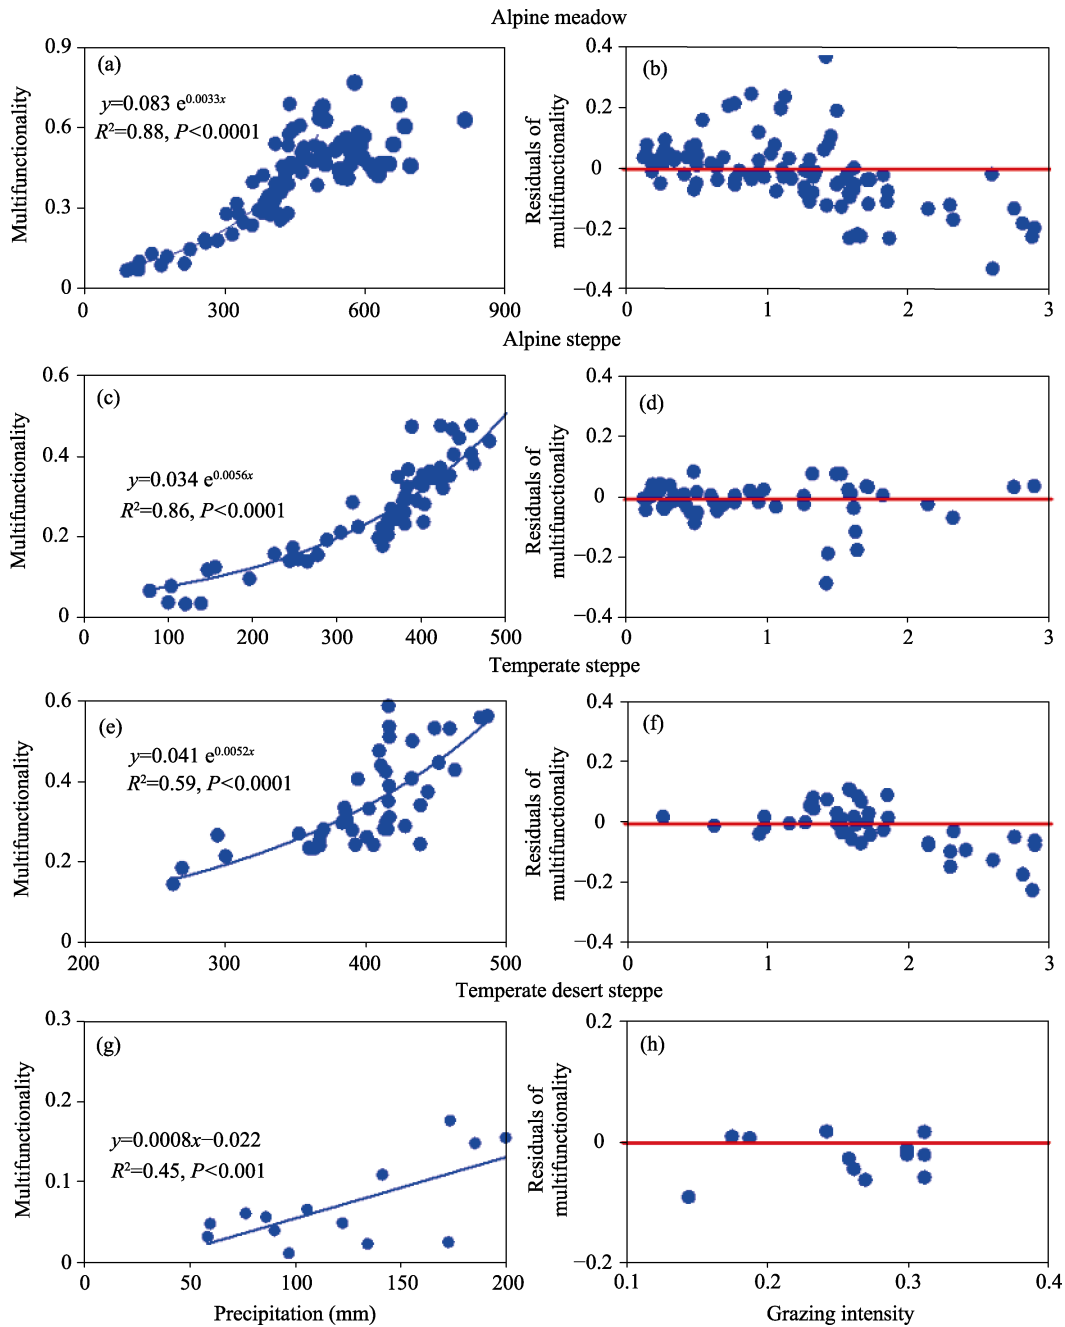 Alpine meadow
(a)
y=0.083 e^0.0033x
R²=0.88, P<0.0001
Multifunctionality
0.9
0.6
0.3
0
0 300 600 900
(b)
Residuals of
multifunctionality
0.4
0.2
0
−0.2
−0.4
0 1 2 3
Alpine steppe
(c)
y=0.034 e^0.0056x
R²=0.86, P<0.0001
Multifunctionality
0.6
0.4
0.2
0
0 100 200 300 400 500
(d)
Residuals of
multifunctionality
0.4
0.2
0
−0.2
−0.4
0 1 2 3
Temperate steppe
(e)
y=0.041 e^0.0052x
R²=0.59, P<0.0001
Multifunctionality
0.6
0.4
0.2
0
200 300 400 500
(f)
Residuals of
multifunctionality
0.4
0.2
0
−0.2
−0.4
0 1 2 3
Temperate desert steppe
(g)
y=0.0008x−0.022
R²=0.45, P<0.001
Multifunctionality
0.3
0.2
0.1
0
0 50 100 150 200
Precipitation (mm)
(h)
Residuals of
multifunctionality
0.2
0
−0.2
0.1 0.2 0.3 0.4
Grazing intensity